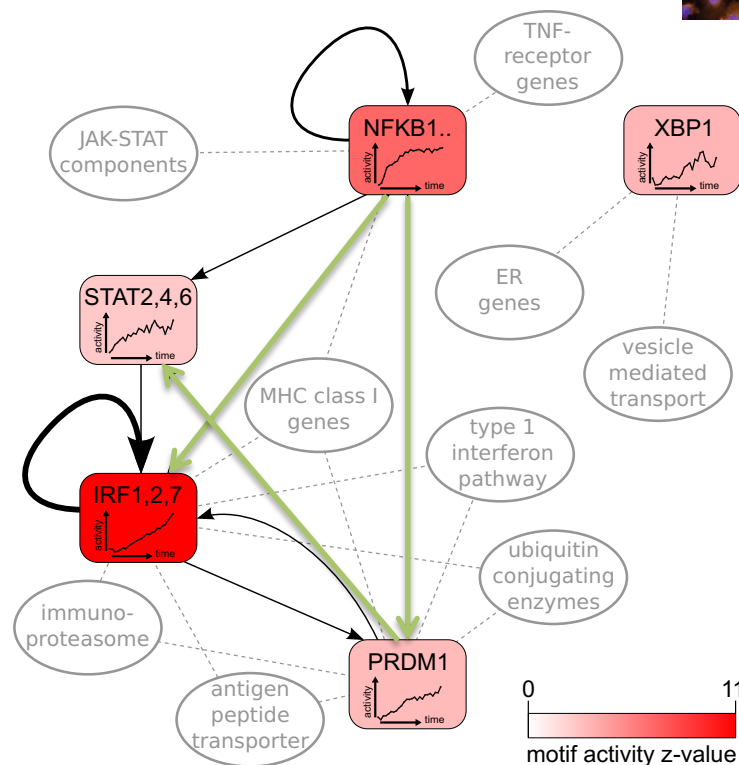 TNF-
receptor
genes
NFKB1..
activity
time
XBP1
activity
time
JAK-STAT
components
ER
genes
STAT2,4,6
activity
time
vesicle
mediated
transport
MHC class I
genes
type 1
interferon
pathway
IRF1,2,7
activity
time
ubiquitin
conjugating
enzymes
immuno-
proteasome
PRDM1
activity
time
antigen
peptide
transporter
0 11
motif activity z-value